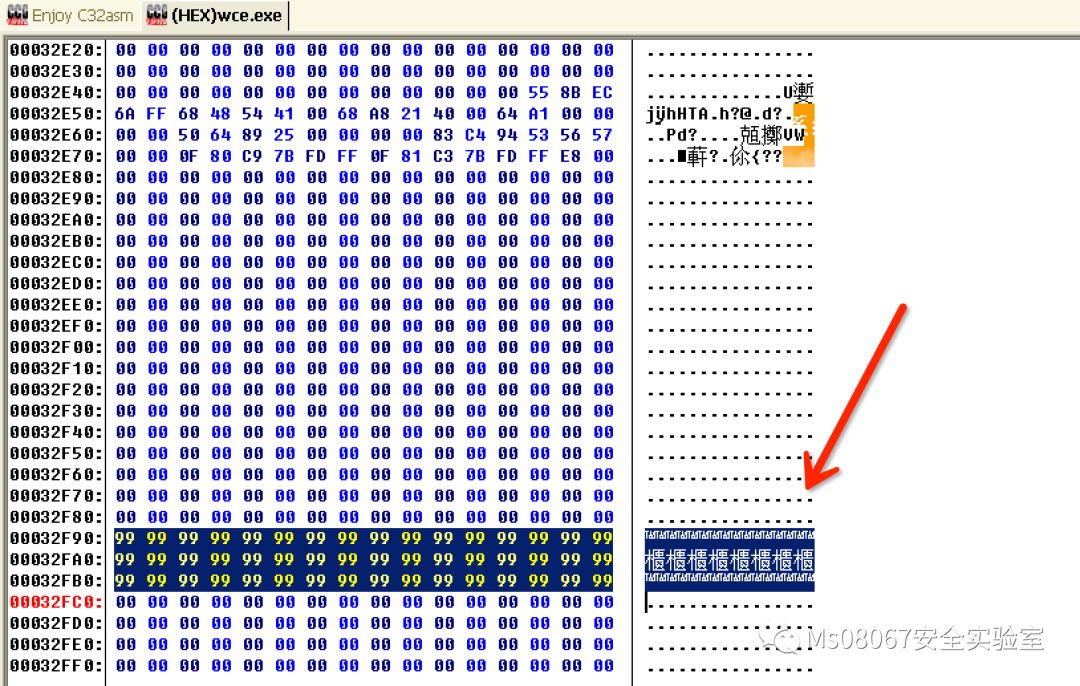 Enjoy C32asm (HEX)wce.exe
00032E20: 00 00 00 00 00 00 00 00 00 00 00 00 00 00 00 00 ................
00032E30: 00 00 00 00 00 00 00 00 00 00 00 00 00 00 00 00 ................
00032E40: 00 00 00 00 00 00 00 00 00 00 00 00 00 55 8B EC .............U
00032E50: 6A FF 68 48 54 41 00 68 A8 21 40 00 64 A1 00 00 jijhHTA.h?@.d?.
00032E60: 00 00 50 64 89 25 00 00 00 00 83 C4 94 53 56 57 ..Pd?....VW
00032E70: 00 00 0F 80 C9 7B FD FF 0F 81 C3 7B FD FF E8 00
00032E80: 00 00 00 00 00 00 00 00 00 00 00 00 00 00 00 00 ................
00032E90: 00 00 00 00 00 00 00 00 00 00 00 00 00 00 00 00 ................
00032EA0: 00 00 00 00 00 00 00 00 00 00 00 00 00 00 00 00 ................
00032EB0: 00 00 00 00 00 00 00 00 00 00 00 00 00 00 00 00 ................
00032EC0: 00 00 00 00 00 00 00 00 00 00 00 00 00 00 00 00 ................
00032ED0: 00 00 00 00 00 00 00 00 00 00 00 00 00 00 00 00 ................
00032EE0: 00 00 00 00 00 00 00 00 00 00 00 00 00 00 00 00 ................
00032EF0: 00 00 00 00 00 00 00 00 00 00 00 00 00 00 00 00 ................
00032F00: 00 00 00 00 00 00 00 00 00 00 00 00 00 00 00 00 ................
00032F10: 00 00 00 00 00 00 00 00 00 00 00 00 00 00 00 00 ................
00032F20: 00 00 00 00 00 00 00 00 00 00 00 00 00 00 00 00 ................
00032F30: 00 00 00 00 00 00 00 00 00 00 00 00 00 00 00 00 ................
00032F40: 00 00 00 00 00 00 00 00 00 00 00 00 00 00 00 00 ................
00032F50: 00 00 00 00 00 00 00 00 00 00 00 00 00 00 00 00 ................
00032F60: 00 00 00 00 00 00 00 00 00 00 00 00 00 00 00 00 ................
00032F70: 00 00 00 00 00 00 00 00 00 00 00 00 00 00 00 00 ................
00032F80: 00 00 00 00 00 00 00 00 00 00 00 00 00 00 00 00 ................
00032F90: 99 99 99 99 99 99 99 99 99 99 99 99 99 99 99 99
00032FA0: 99 99 99 99 99 99 99 99 99 99 99 99 99 99 99 99 櫃櫃櫃櫃櫃櫃櫃櫃
00032FB0: 99 99 99 99 99 99 99 99 99 99 99 99 99 99 99 99
00032FC0: 00 00 00 00 00 00 00 00 00 00 00 00 00 00 00 00 ................
00032FD0: 00 00 00 00 00 00 00 00 00 00 00 00 00 00 00 00 ................
00032FE0: 00 00 00 00 00 00 00 00 00 00 00 00 00 00 00 00 ................
00032FF0: 00 00 00 00 00 00 00 00 00 00 00 00 00 00 00 00 ................
Ms08067安全实验室